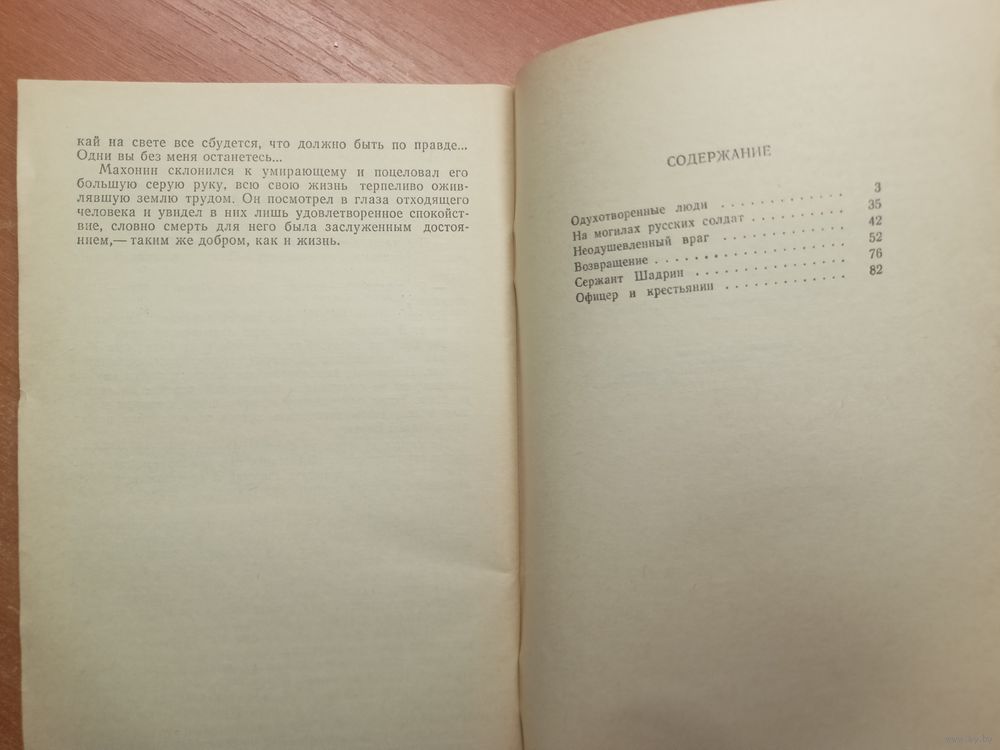 кай на свете все сбудется, что должно быть по правде...
Одни вы без меня останетесь...
Махонин склонился к умирающему и поцеловал его
большую серую руку, всю свою жизнь терпеливо ожив-
лявшую землю трудом. Он посмотрел в глаза отходящего
человека и увидел в них лишь удовлетворенное спокойст-
вие, словно смерть для него была заслуженным достоя-
нием,— таким же добром, как и жизнь.
СОДЕРЖАНИЕ
Одухотворенные люди . . . . . . . . . . 3
На могилах русских солдат . . . . . . . . 35
Неодушевленный враг . . . . . . . . . . 42
Возвращение . . . . . . . . . . . . . 52
Сержант Шадрин . . . . . . . . . . . . 76
Офицер и крестьянин . . . . . . . . . . 82